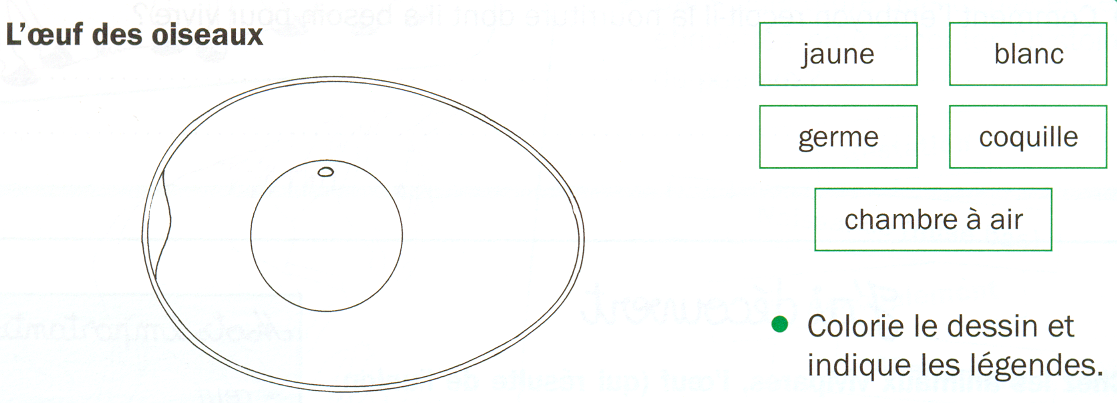 L'œuf des oiseaux
jaune
blanc
germe
coquille
chambre à air
Colorie le dessin et
indique les légendes.